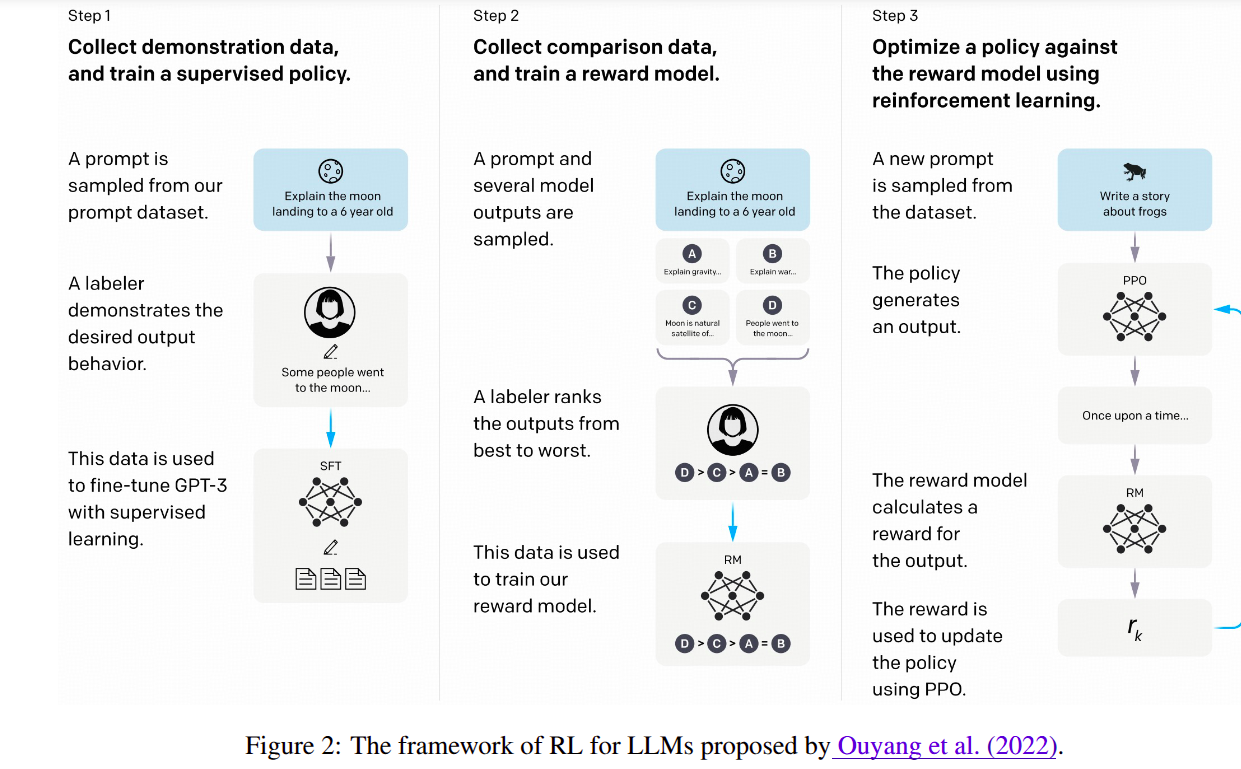 Step 1
Collect demonstration data,
and train a supervised policy.
A prompt is
sampled from our
prompt dataset.
Explain the moon
landing to a 6 year old
A labeler
demonstrates the
desired output
behavior.
Some people went
to the moon...
This data is used
to fine-tune GPT-3
with supervised
learning.
SFT
Step 2
Collect comparison data,
and train a reward model.
A prompt and
several model
outputs are
sampled.
Explain the moon
landing to a 6 year old
A B
Explain gravity... Explain war...
C D
Moon is natural People went to
satellite of... the moon...
A labeler ranks
the outputs from
best to worst.
D > C > A = B
This data is used
to train our
reward model.
RM
D > C > A = B
Step 3
Optimize a policy against
the reward model using
reinforcement learning.
A new prompt
is sampled from
the dataset.
Write a story
about frogs
The policy
generates
an output.
PPO
Once upon a time...
The reward model
calculates a
reward for
the output.
RM
The reward is
used to update
the policy
using PPO.
rk
Figure 2: The framework of RL for LLMs proposed by Ouyang et al. (2022).